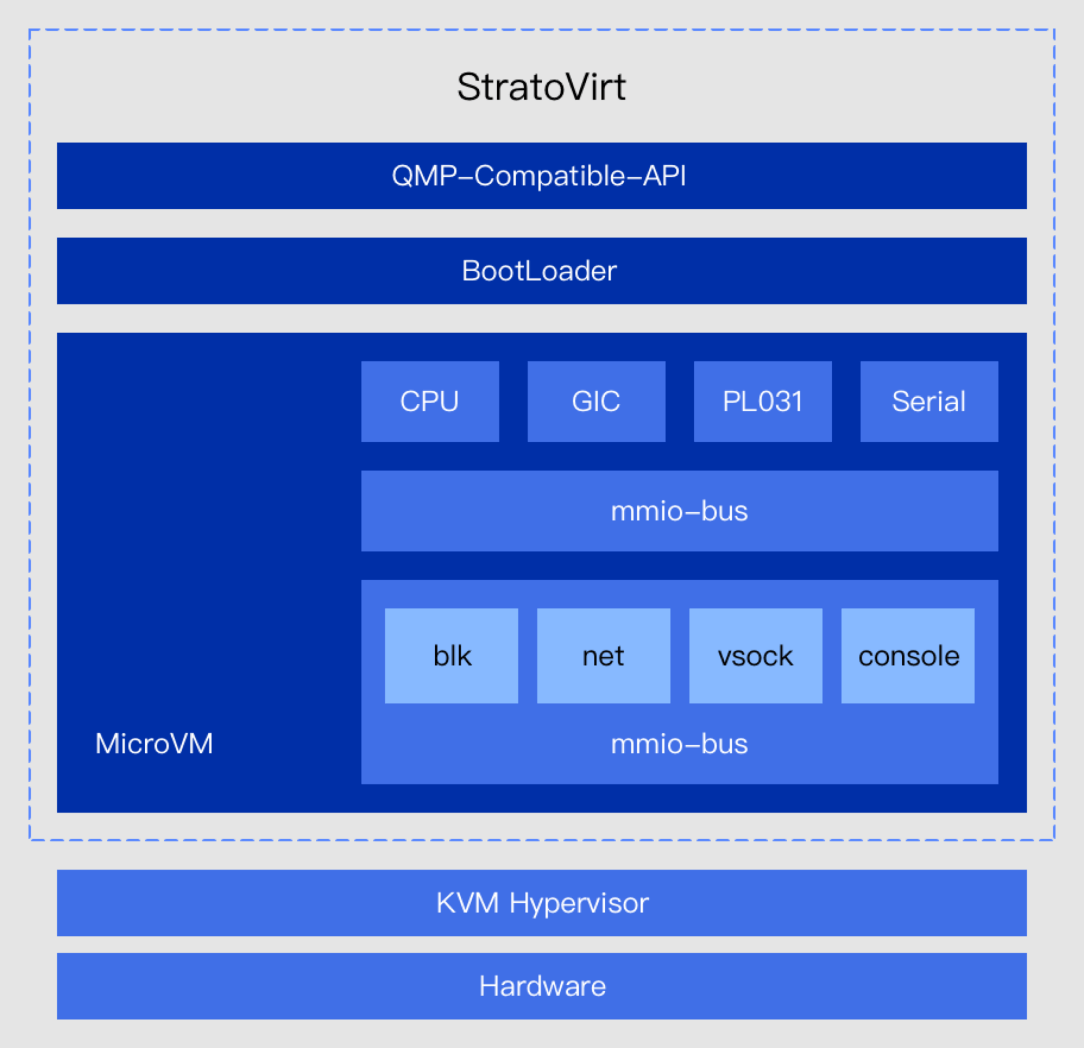 StratoVirt
QMP-Compatible-API
BootLoader
CPU GIC PL031 Serial
mmio-bus
blk net vsock console
MicroVM mmio-bus
KVM Hypervisor
Hardware